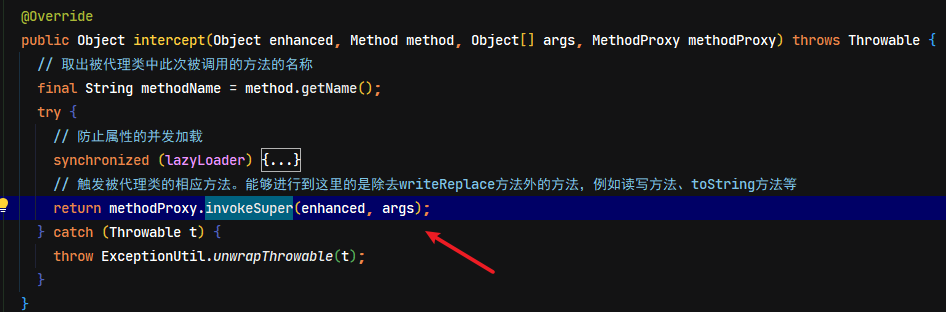 @Override
public Object intercept(Object enhanced, Method method, Object[] args, MethodProxy methodProxy) throws Throwable {
// 取出被代理类中此次被调用的方法的名称
final String methodName = method.getName();
try {
// 防止属性的并发加载
synchronized (lazyLoader) {...}
// 触发被代理类的相应方法。能够进行到这里的是除去writeReplace方法外的方法，例如读写方法、toString方法等
return methodProxy.invokeSuper(enhanced, args);
} catch (Throwable t) {
throw ExceptionUtil.unwrapThrowable(t);
}
}